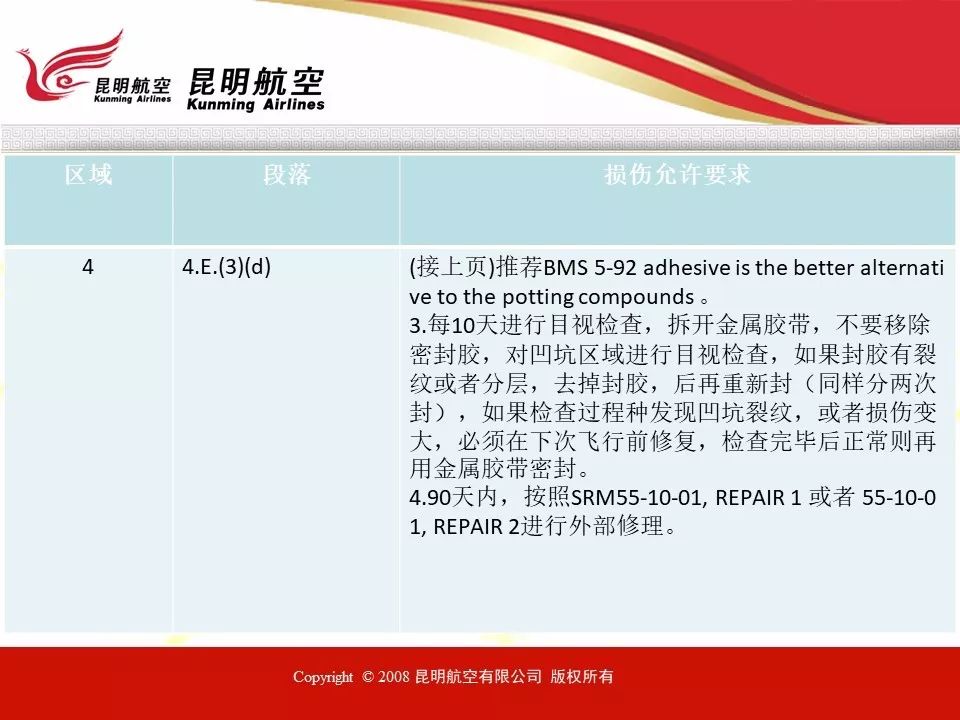 昆明航空 昆明航空
Kunming Airlines Kunming Airlines
区域 段落 损伤允许要求
4 4.E.(3)(d) (接上页)推荐BMS 5-92 adhesive is the better alternati
ve to the potting compounds 。
3.每10天进行目视检查，拆开金属胶带，不要移除
密封胶，对凹坑区域进行目视检查，如果封胶有裂
纹或者分层，去掉封胶，后再重新封（同样分两次
封），如果检查过程种发现凹坑裂纹，或者损伤变
大，必须在下次飞行前修复，检查完毕后正常则再
用金属胶带密封。
4.90天内，按照SRM55-10-01, REPAIR 1 或者 55-10-0
1, REPAIR 2进行外部修理。
Copyright © 2008 昆明航空有限公司 版权所有